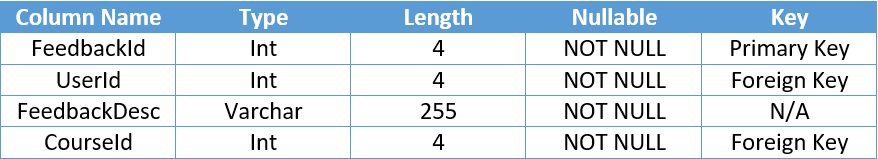 Column Name Type Length Nullable Key
FeedbackId Int 4 NOT NULL Primary Key
UserId Int 4 NOT NULL Foreign Key
FeedbackDesc Varchar 255 NOT NULL N/A
CourseId Int 4 NOT NULL Foreign Key